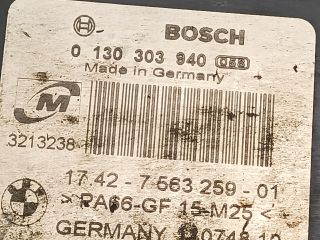 BOSCH
0 130 303 940 058
Made in Germany
3213238
17 42 - 7 563 259 - 01
> PA66-GF 15-M25 <
GERMANY